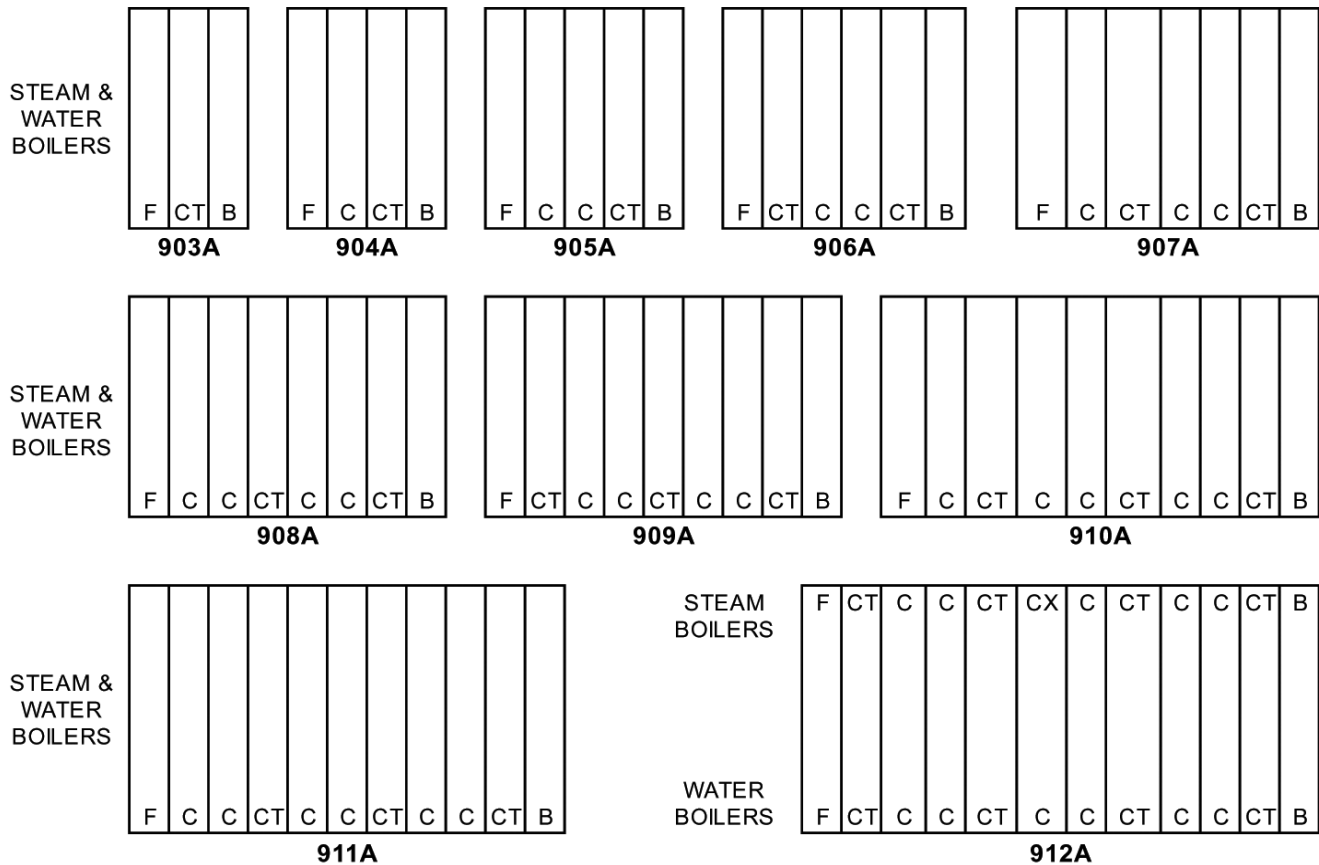 STEAM &
WATER
BOILERS
F CT B
F C CT B
F C C CT B
F CT C C CT B
F C CT C C CT B
903A
904A
905A
906A
907A
STEAM &
WATER
BOILERS
F C C CT C C CT B
F CT C C CT C C CT B
F C CT C C CT C C CT B
908A
909A
910A
STEAM &
WATER
BOILERS
F C C CT C C CT C C CT B
911A
STEAM
BOILERS
F CT C C CT CX C CT C C CT B
WATER
BOILERS
F CT C C CT C C CT C C CT B
912A